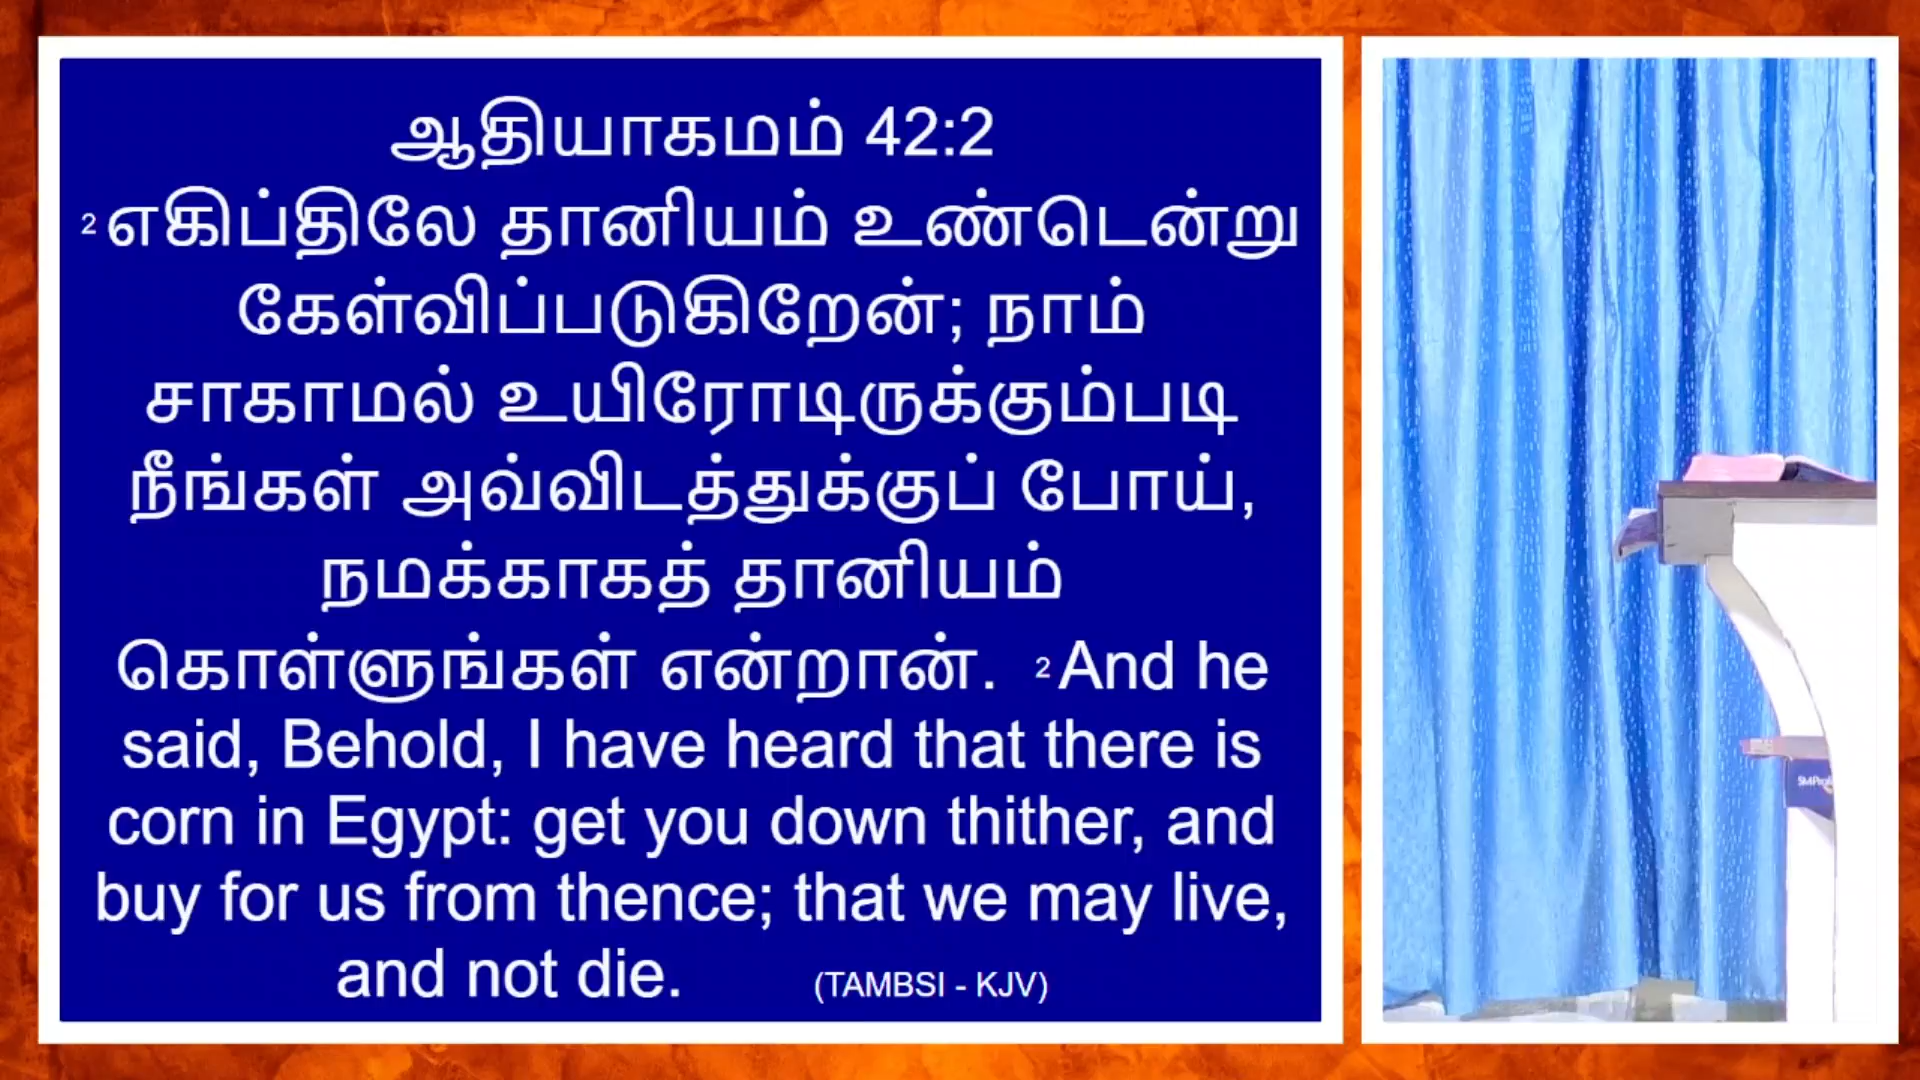 ஆதியாகமம் 42:2
2 எகிப்திலே தானியம் உண்டென்று
கேள்விப்படுகிறேன்; நாம்
சாகாமல் உயிரோடிருக்கும்படி
நீங்கள் அவ்விடத்துக்குப் போய்,
நமக்காகத் தானியம்
கொள்ளுங்கள் என்றான். 2 And he
said, Behold, I have heard that there is
corn in Egypt: get you down thither, and
buy for us from thence; that we may live,
and not die. (TAMBSI - KJV)